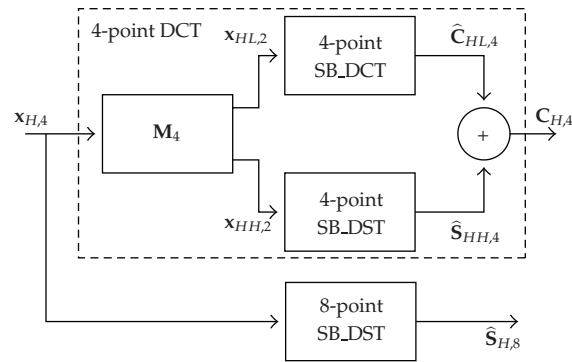 4-point DCT
x_{HL,2}
4-point
SB_DCT
Ĉ_{HL,4}
x_{H,4}
M_4
+
C_{H,4}
x_{HH,2}
4-point
SB_DST
Ŝ_{HH,4}
8-point
SB_DST
Ŝ_{H,8}